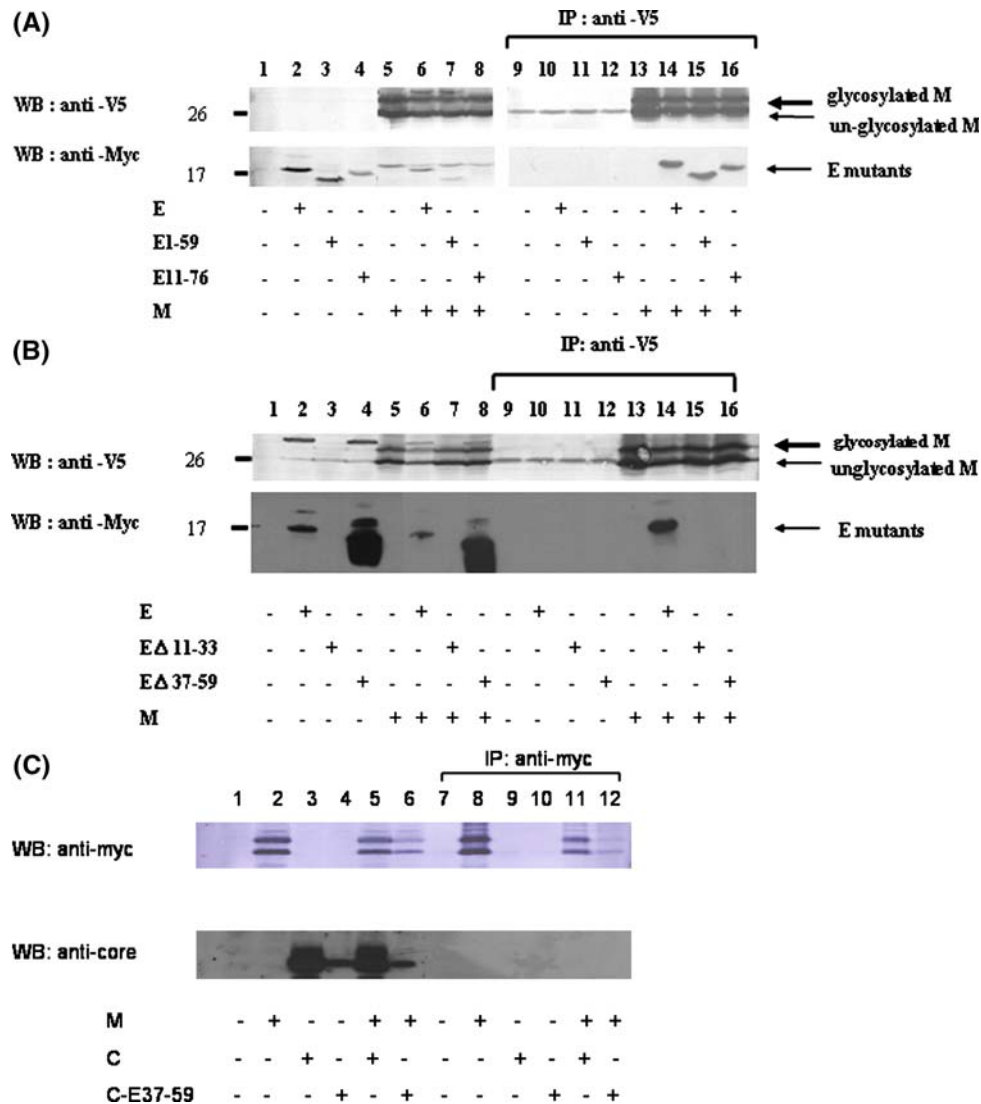 (A)
IP : anti -V5
1 2 3 4 5 6 7 8 9 10 11 12 13 14 15 16
WB : anti -V5
26
glycosylated M
un-glycosylated M
WB : anti -Myc
17
E mutants
E - + - - - + - - - + - - - + - -
E1-59 - - + - - - + - - - + - - - + -
E11-76 - - - + - - - + - - - + - - - +
M - - - - + + + + - - - - + + + +
(B)
IP: anti -V5
1 2 3 4 5 6 7 8 9 10 11 12 13 14 15 16
WB : anti -V5
26
glycosylated M
unglycosylated M
WB : anti -Myc
17
E mutants
E - + - - - + - - - + - - - + - -
EΔ 11-33 - - + - - - + - - - + - - - + -
EΔ 37-59 - - - + - - - + - - - + - - - +
M - - - - + + + + - - - - + + + +
(C)
IP: anti-myc
1 2 3 4 5 6 7 8 9 10 11 12
WB: anti-myc
WB: anti-core
M - + - - + + - + - - + +
C - - + - + - - - + - + -
C-E37-59 - - - + - + - - - + - +